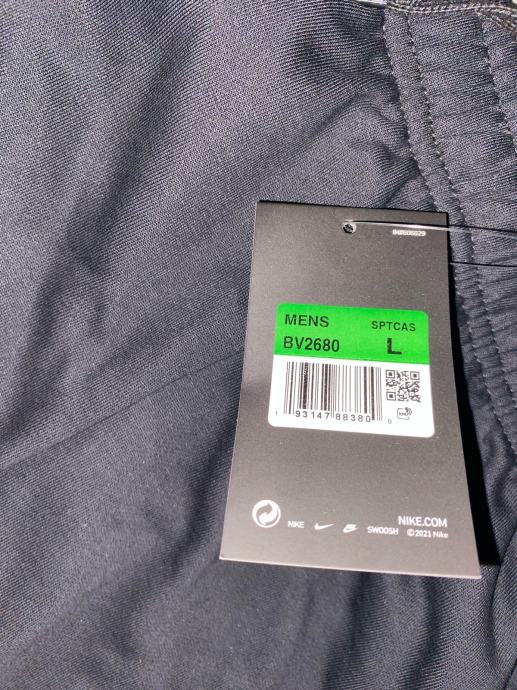 MENS SPTCAS
BV2680 L
1 93147 88380 0
NIKE SWOOSH NIKE.COM
©2021 Nike